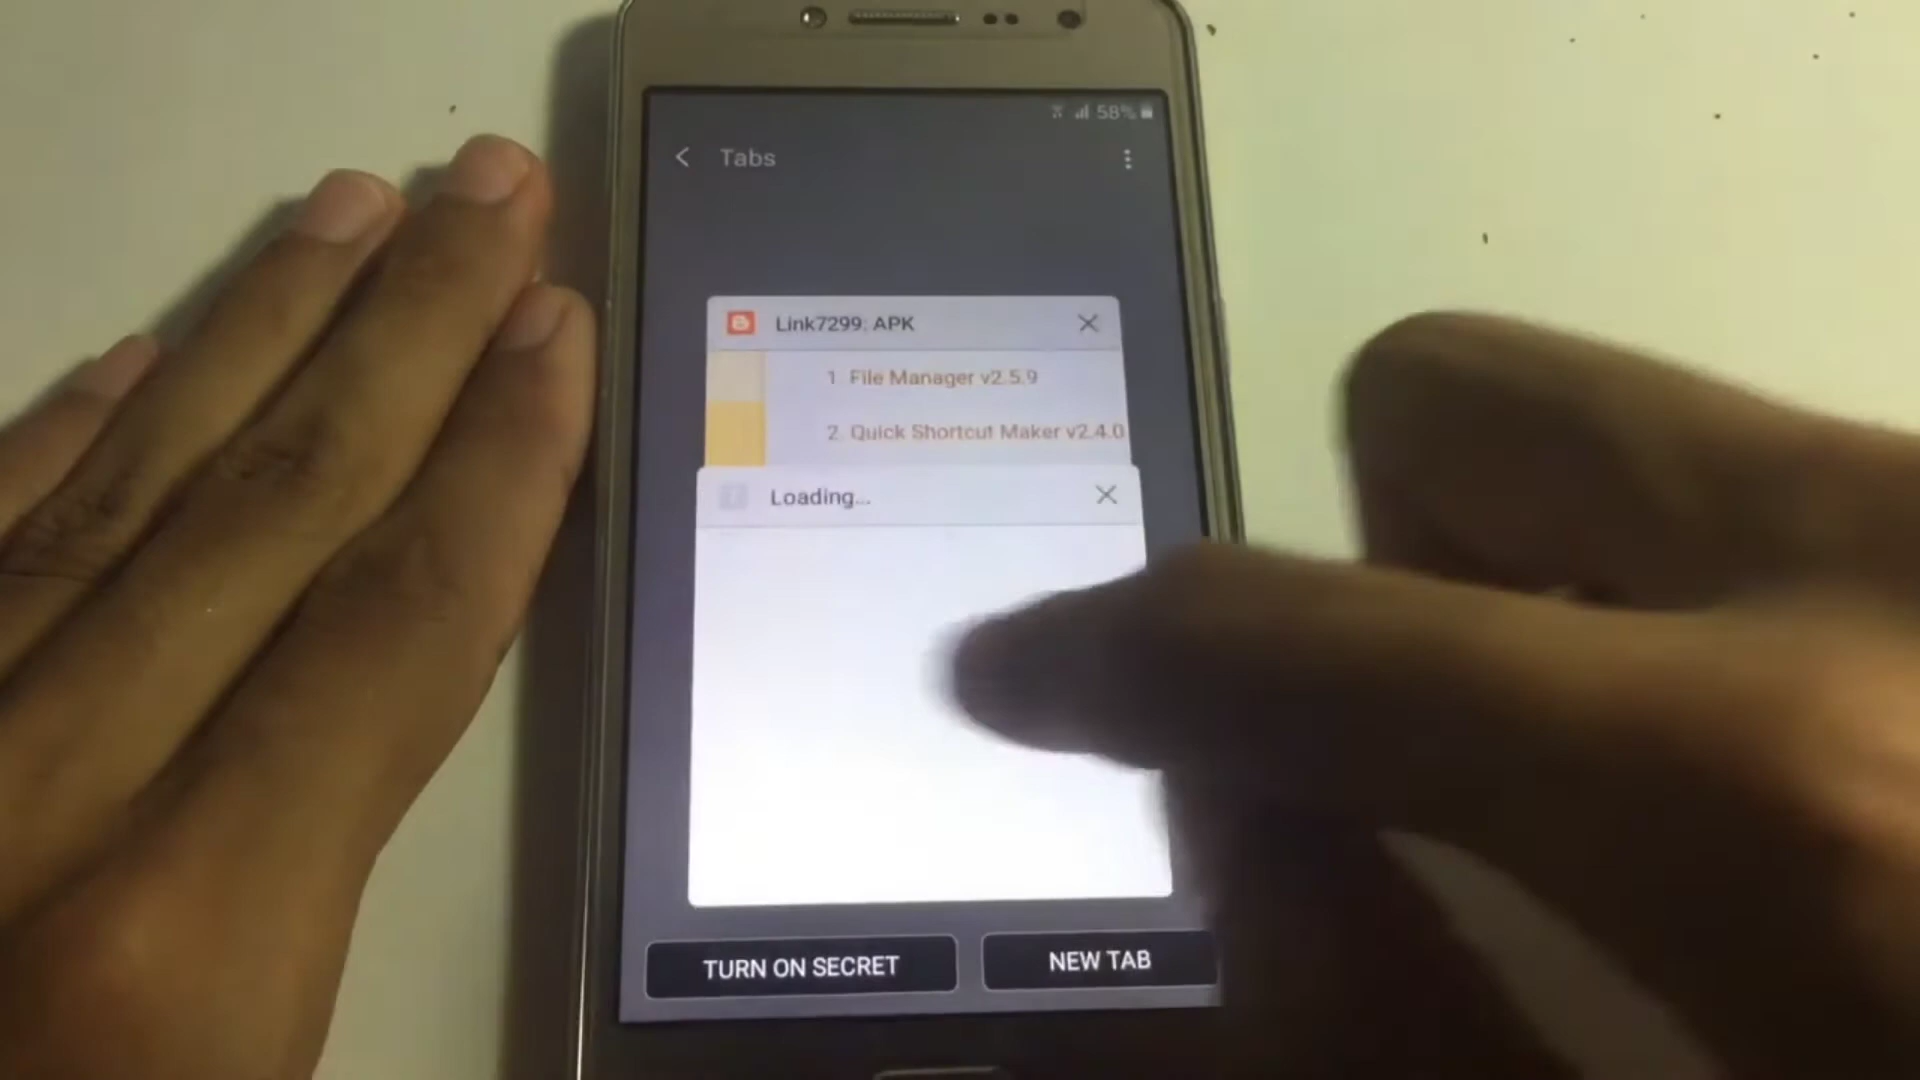 58%
Tabs
Link7299: APK
1. File Manager v2.5.9
2. Quick Shortcut Maker v2.4.0
Loading...
TURN ON SECRET
NEW TAB